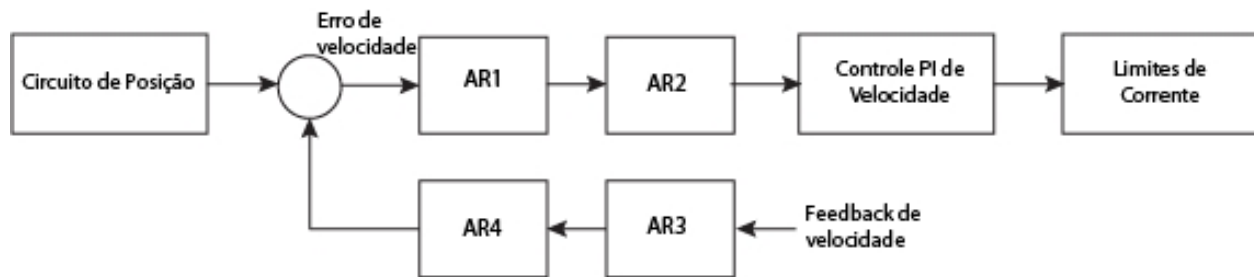 Erro de
velocidade
Circuito de Posição
AR1
AR2
Controle PI de
Velocidade
Limites de
Corrente
AR4
AR3
Feedback de
velocidade